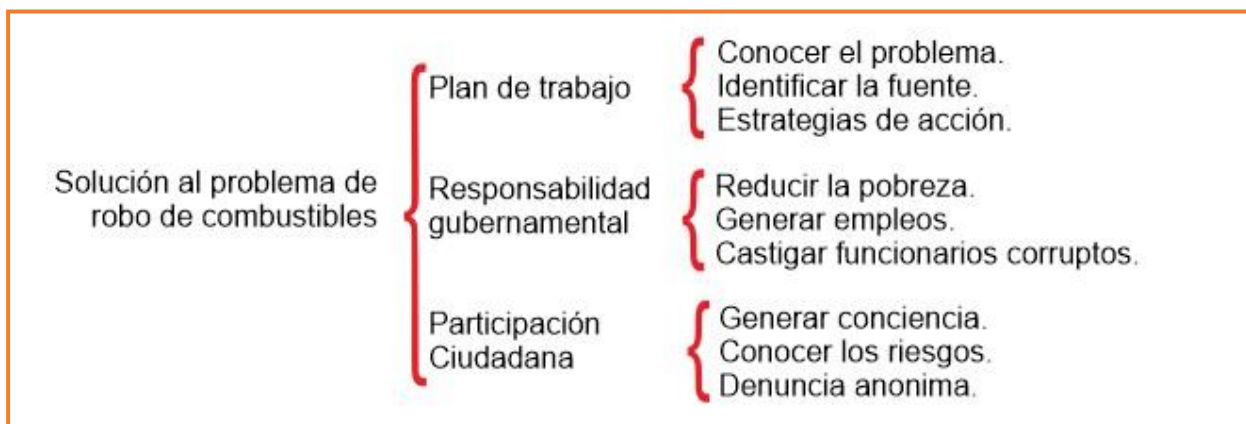 Solución al problema de
robo de combustibles
Plan de trabajo
Conocer el problema.
Identificar la fuente.
Estrategias de acción.
Responsabilidad
gubernamental
Reducir la pobreza.
Generar empleos.
Castigar funcionarios corruptos.
Participación
Ciudadana
Generar conciencia.
Conocer los riesgos.
Denuncia anonima.